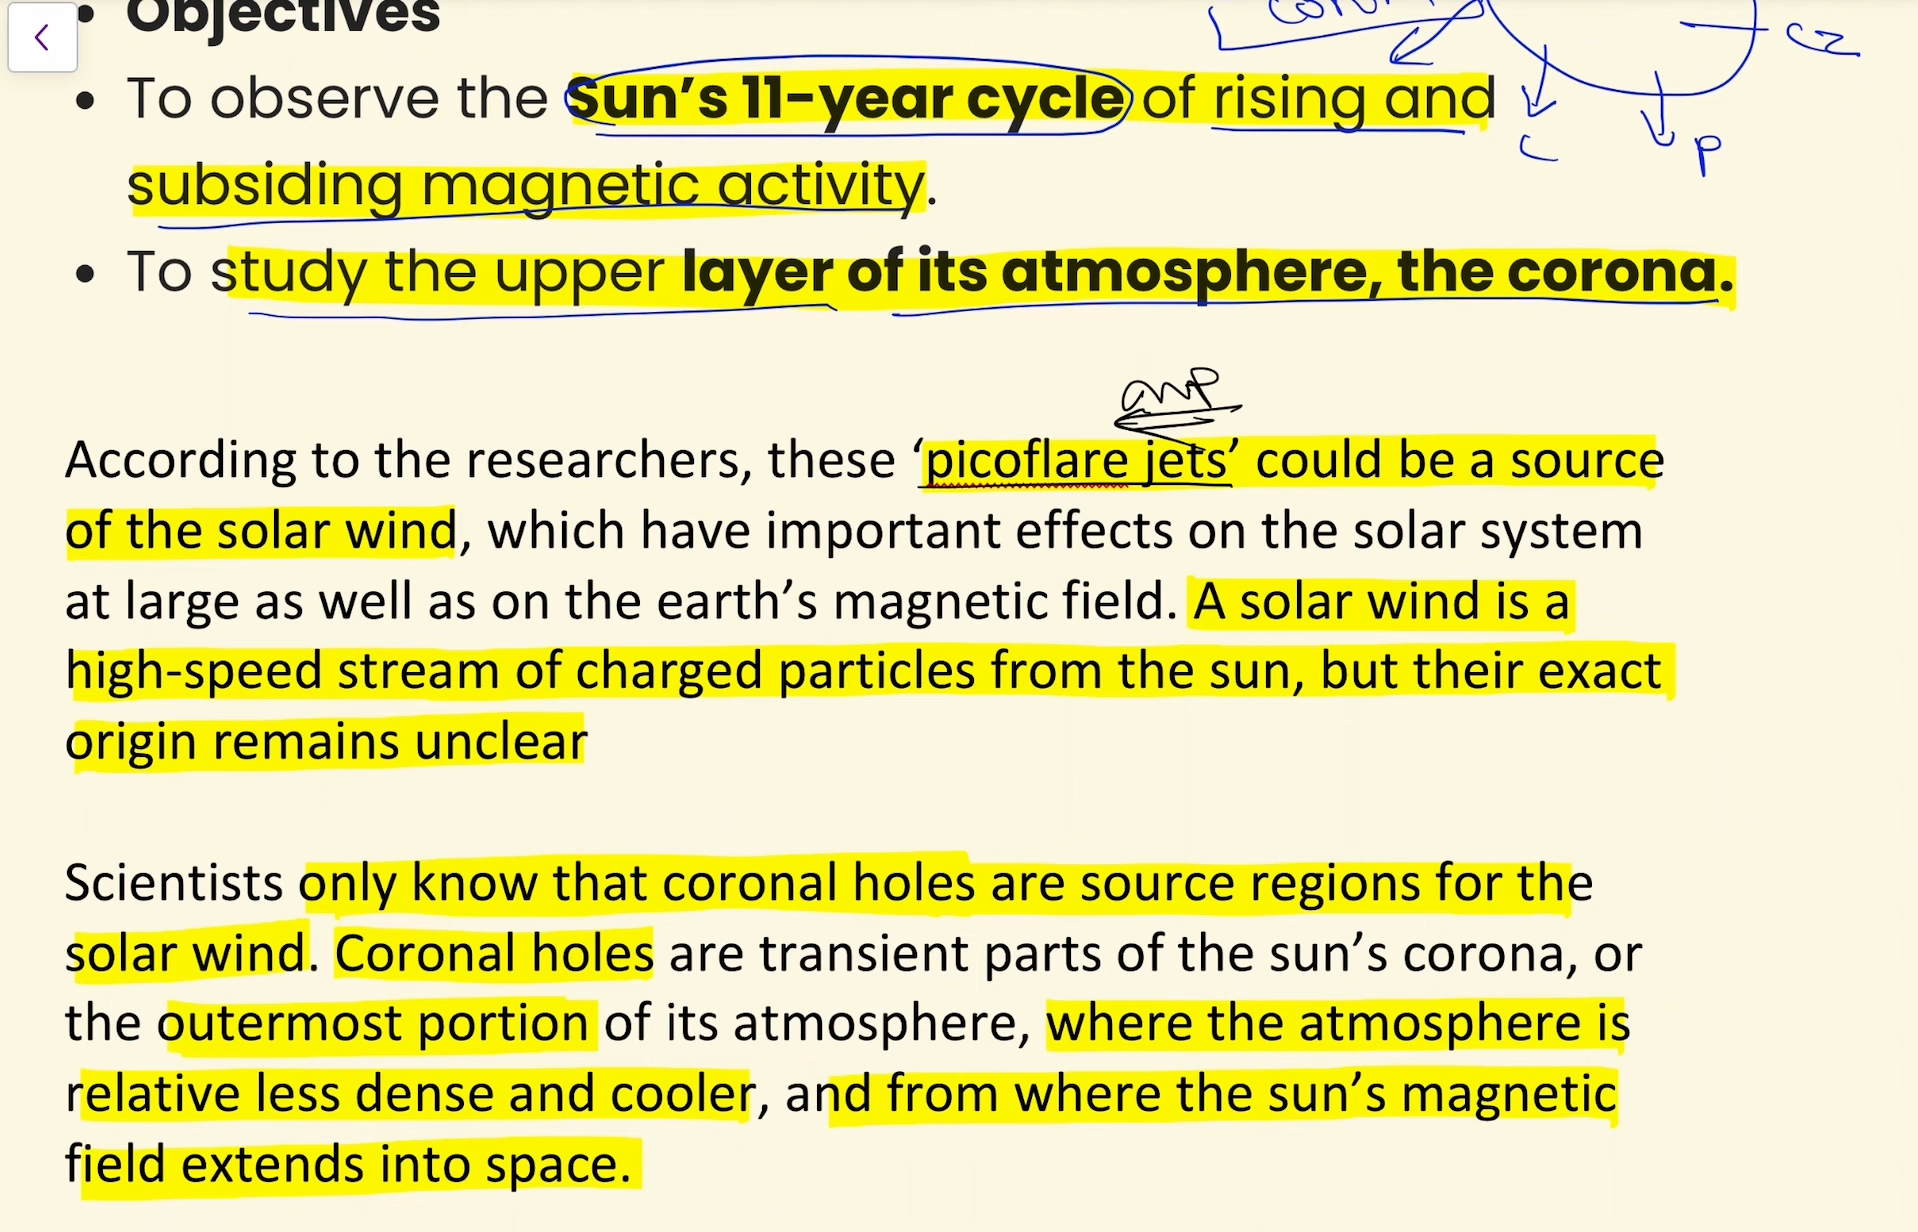 • Objectives
• To observe the Sun's 11-year cycle of rising and
subsiding magnetic activity.
• To study the upper layer of its atmosphere, the corona.
CZ
C
P
According to the researchers, these ‘picoflare jets’ could be a source
of the solar wind, which have important effects on the solar system
at large as well as on the earth’s magnetic field. A solar wind is a
high-speed stream of charged particles from the sun, but their exact
origin remains unclear
Scientists only know that coronal holes are source regions for the
solar wind. Coronal holes are transient parts of the sun’s corona, or
the outermost portion of its atmosphere, where the atmosphere is
relative less dense and cooler, and from where the sun’s magnetic
field extends into space.